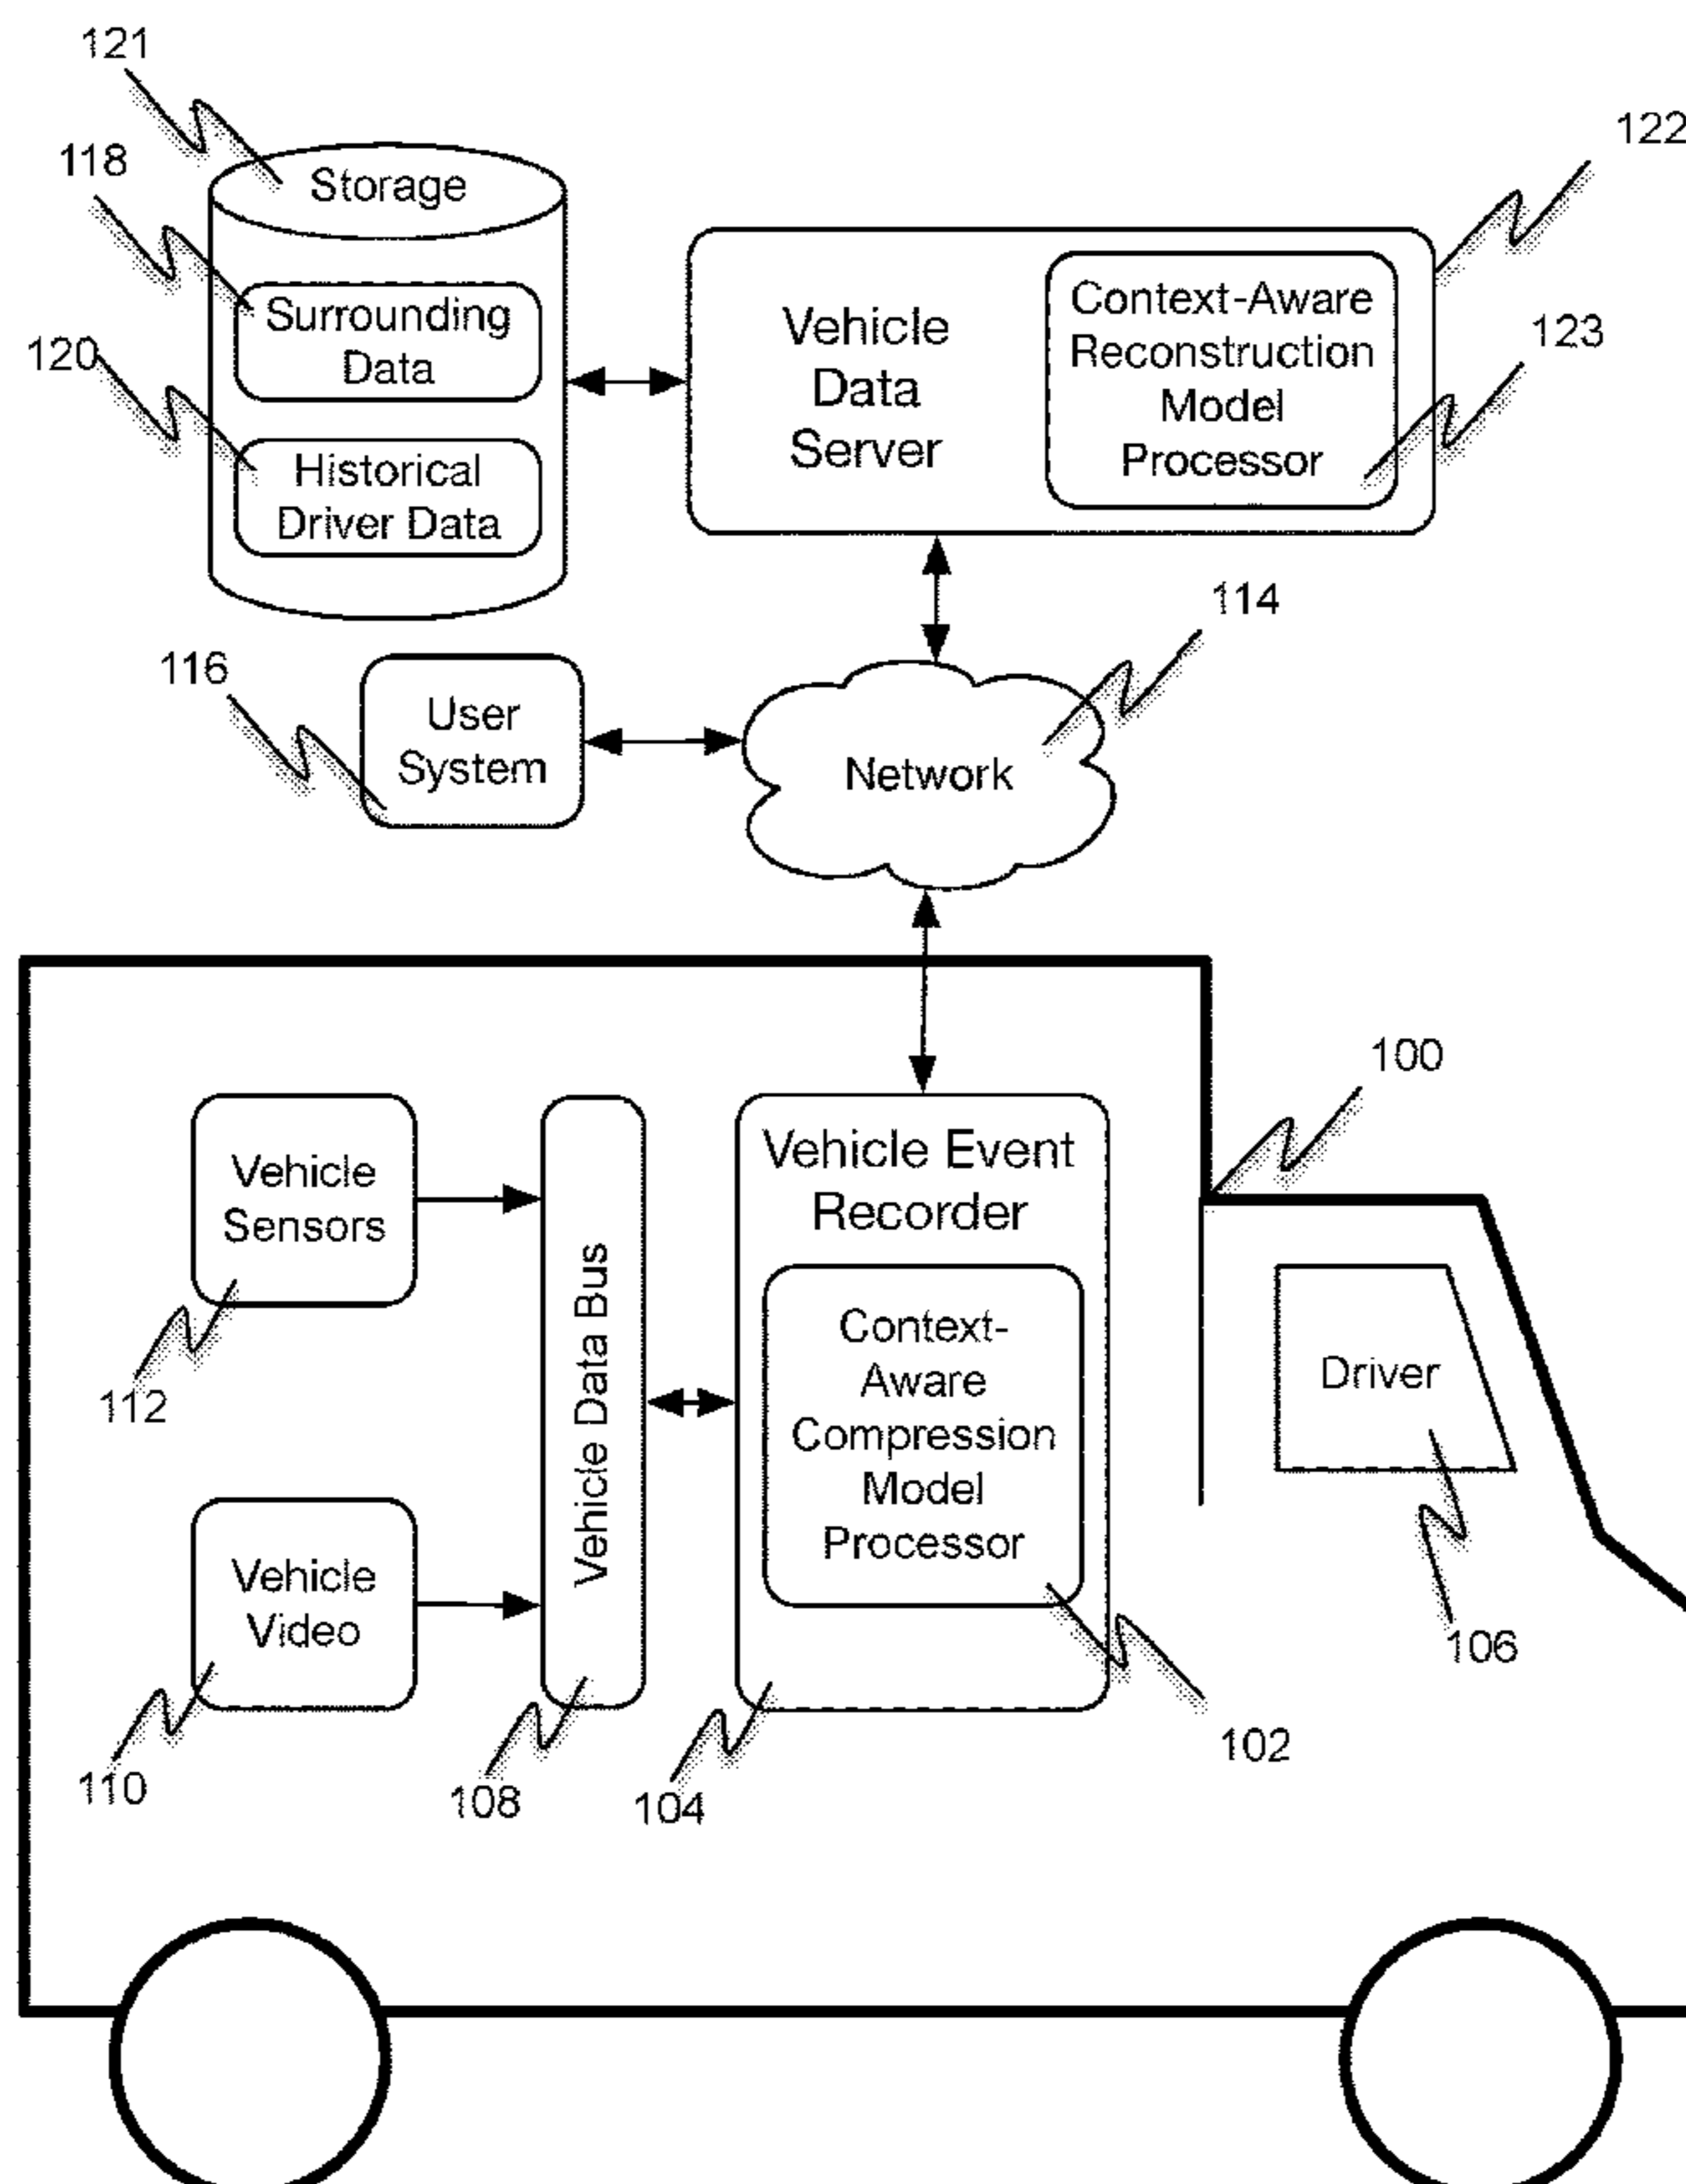 121
118
Storage
122
Surrounding
Data
120
Historical
Driver Data
Vehicle
Data
Server
Context-Aware
Reconstruction
Model
Processor
123
114
116
User
System
Network
100
Vehicle
Sensors
112
Vehicle Data Bus
Vehicle Event
Recorder
Context-
Aware
Compression
Model
Processor
Driver
106
Vehicle
Video
110
108
104
102